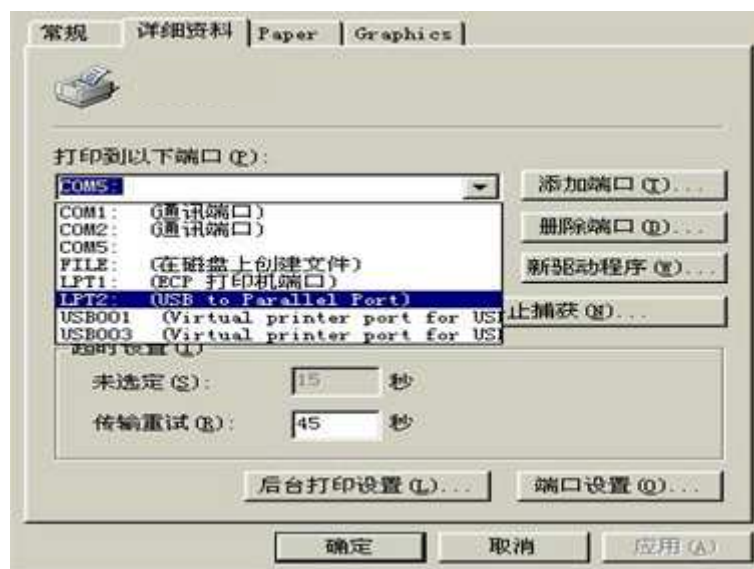 常规 详细资料 Paper Graphics
打印到以下端口(P):
COM5: 添加端口(T)...
COM1: (通讯端口)
COM2: (通讯端口) 删除端口(D)...
COM5:
FILE: (在磁盘上创建文件) 新驱动程序(W)...
LPT1: (ECP 打印机端口)
LPT2: (USB to Parallel Port)
USB001 (Virtual printer port for US 止捕获(N)...
USB003 (Virtual printer port for US
超时设置(I)
未选定(S): 15 秒
传输重试(R): 45 秒
后台打印设置(L)... 端口设置(O)...
确定 取消 应用(A)